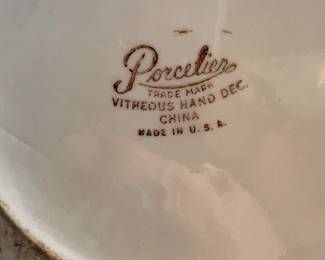 Porcelier
TRADE MARK
VITREOUS HAND DEC.
CHINA
MADE IN U.S.A.